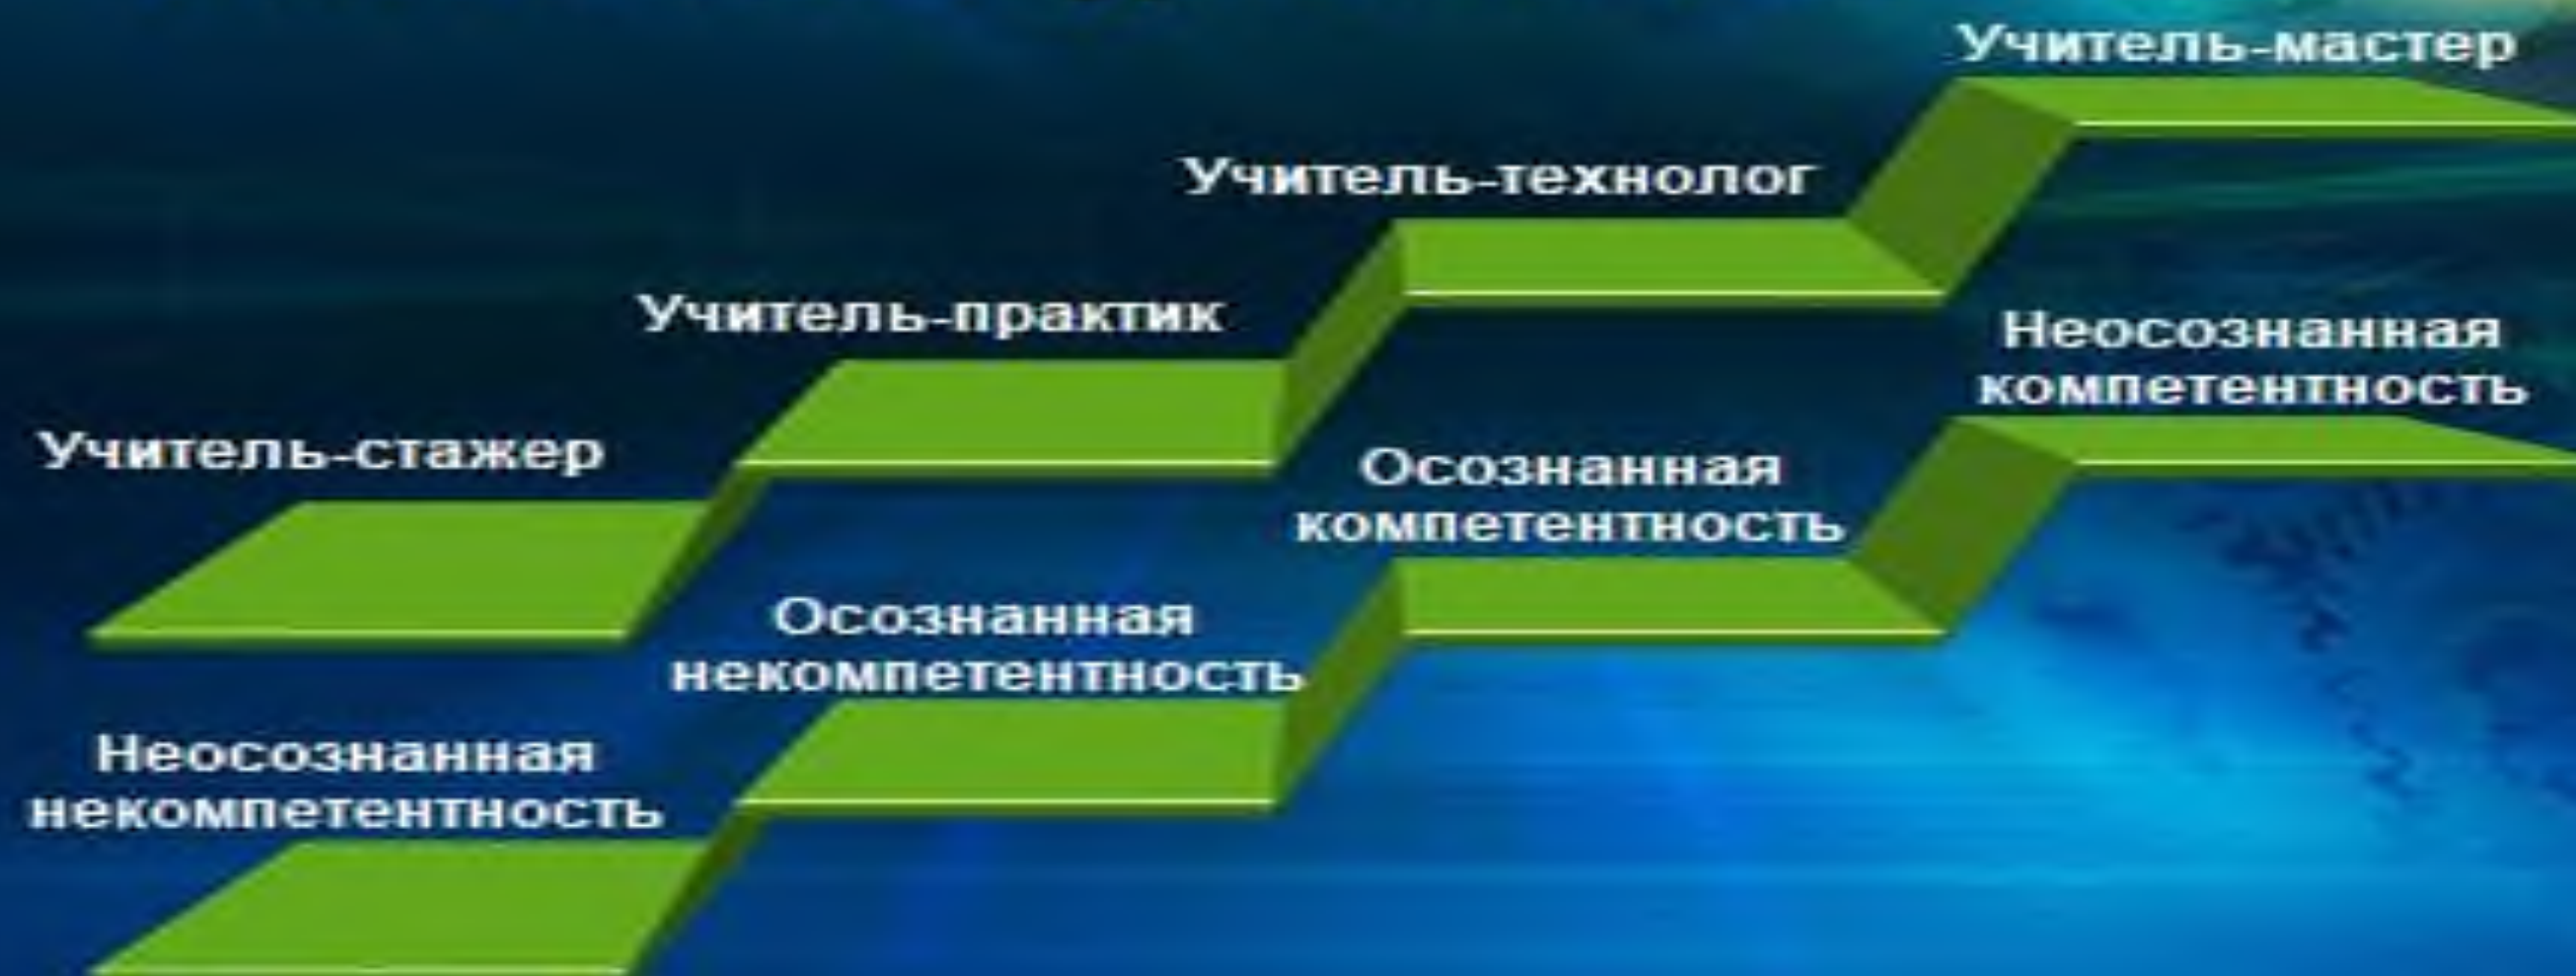 Учитель-мастер
Учитель-технолог
Учитель-практик
Учитель-стажер
Неосознанная
компетентность
Осознанная
компетентность
Осознанная
некомпетентность
Неосознанная
некомпетентность